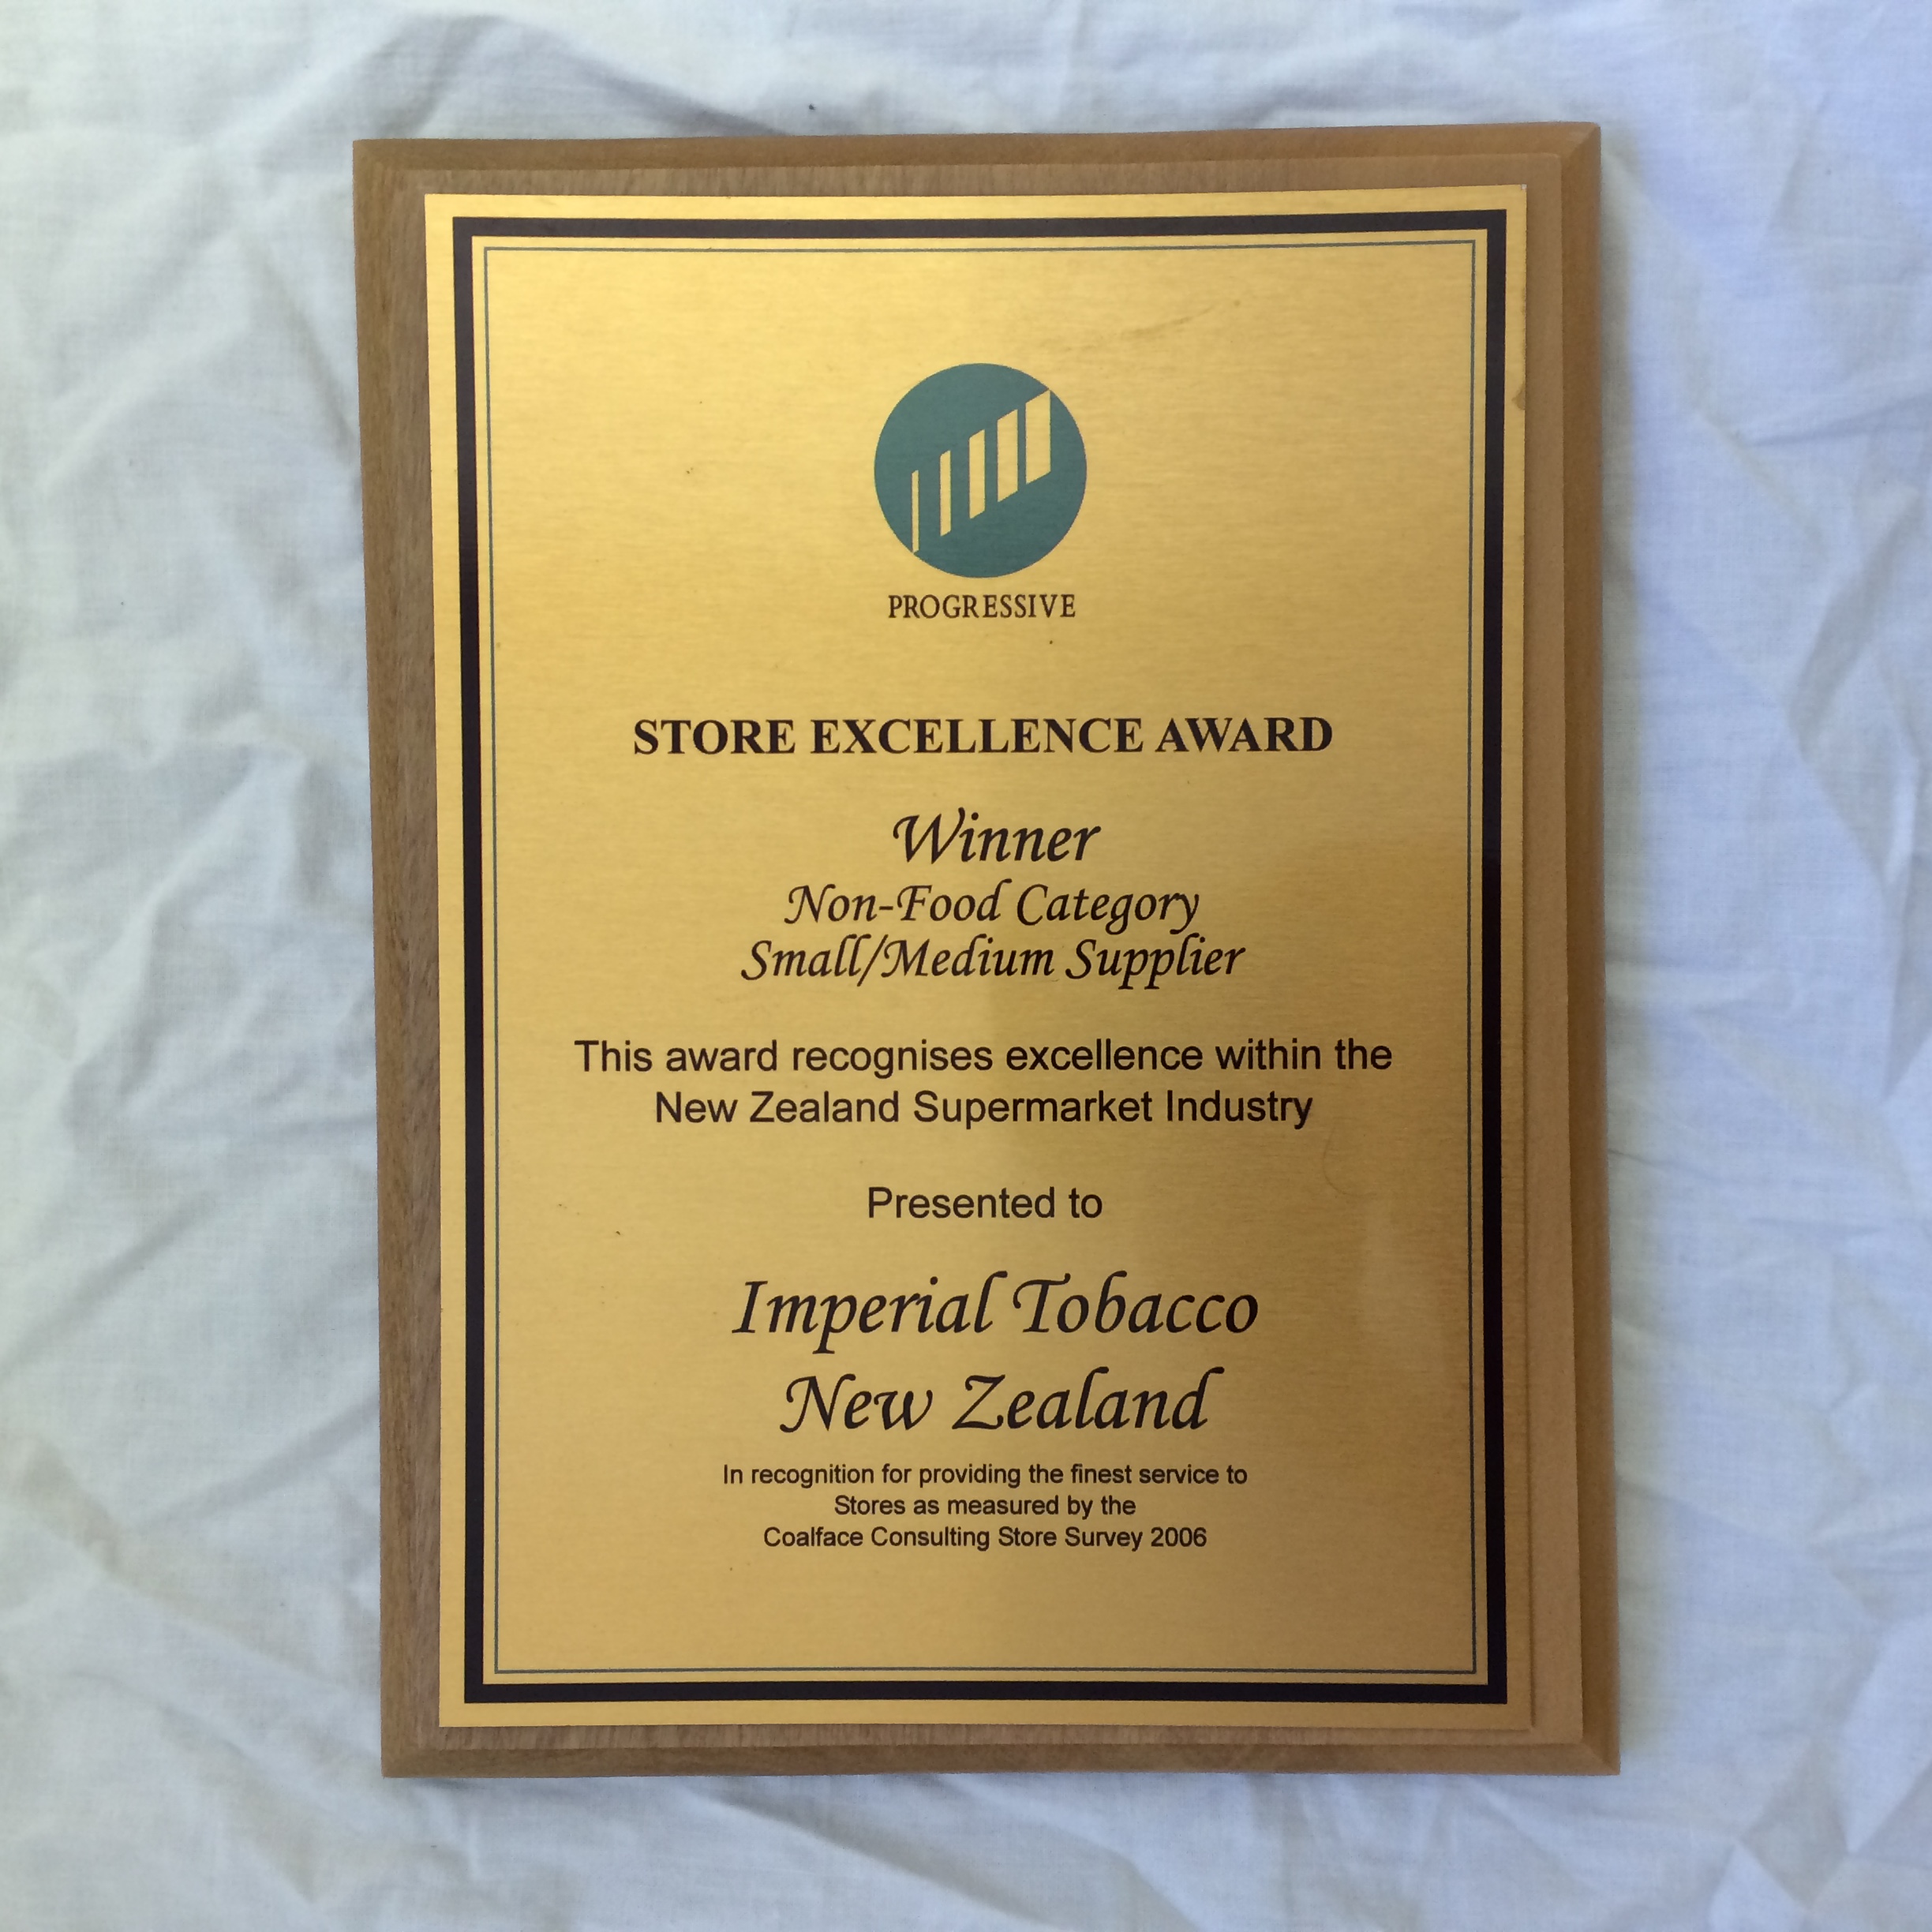 PROGRESSIVE
STORE EXCELLENCE AWARD
Winner
Non-Food Category
Small/Medium Supplier
This award recognises excellence within the
New Zealand Supermarket Industry
Presented to
Imperial Tobacco
New Zealand
In recognition for providing the finest service to
Stores as measured by the
Coalface Consulting Store Survey 2006